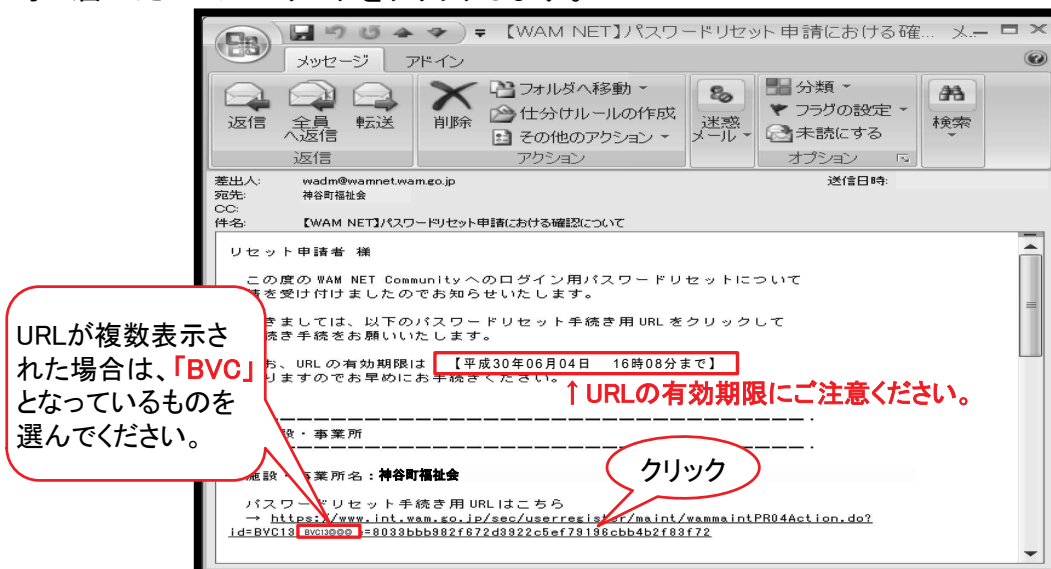 【WAM NET】パスワードリセット申請における確... メ...
メッセージ アドイン
返信 全員へ返信 転送 削除 フォルダへ移動 仕分けルールの作成 その他のアクション 迷惑メール 分類 フラグの設定 未読にする 検索
返信 アクション オプション
差出人: wadm@wamnet.wam.go.jp 送信日時:
宛先: 神谷町福祉会
CC:
件名: 【WAM NET】パスワードリセット申請における確認について
リセット申請者 様
この度の WAM NET Community へのログイン用パスワードリセットについて
を受け付けましたのでお知らせいたします。
きましては、以下のパスワードリセット手続き用 URL をクリックして
続き手続をお願いいたします。
お、URL の有効期限は 【平成30年06月04日 16時08分まで】
りますのでお早めにお手続きください。
↑URLの有効期限にご注意ください。
URLが複数表示さ
れた場合は、「BVC」
となっているものを
選んでください。
・事業所
施設・事業所名：神谷町福祉会
クリック
パスワードリセット手続き用 URL はこちら
→ https://www.int.wam.go.jp/sec/userregister/maint/wammaintPR04Action.do?
id=BVC13 BVC13@@@ s=8033bbb982f672d3922c5ef79196cbb4b2f83f72